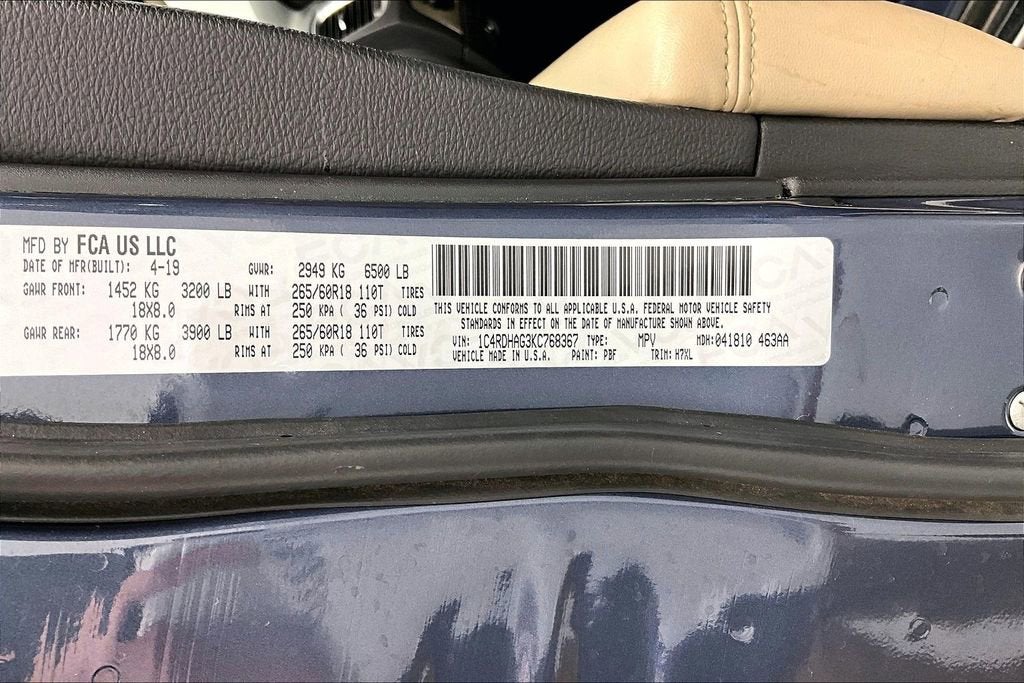 MFD BY FCA US LLC
DATE OF MFR(BUILT): 4-19 GVWR: 2949 KG 6500 LB
GAWR FRONT: 1452 KG 3200 LB WITH 265/60R18 110T TIRES
18X8.0 RIMS AT 250 KPA ( 36 PSI) COLD
GAWR REAR: 1770 KG 3900 LB WITH 265/60R18 110T TIRES
18X8.0 RIMS AT 250 KPA ( 36 PSI) COLD
THIS VEHICLE CONFORMS TO ALL APPLICABLE U.S.A. FEDERAL MOTOR VEHICLE SAFETY
STANDARDS IN EFFECT ON THE DATE OF MANUFACTURE SHOWN ABOVE.
VIN: 1C4RDHAG3KC768367 TYPE: MPV MDH:041810 463AA
VEHICLE MADE IN U.S.A. PAINT: PBF TRIM: H7XL